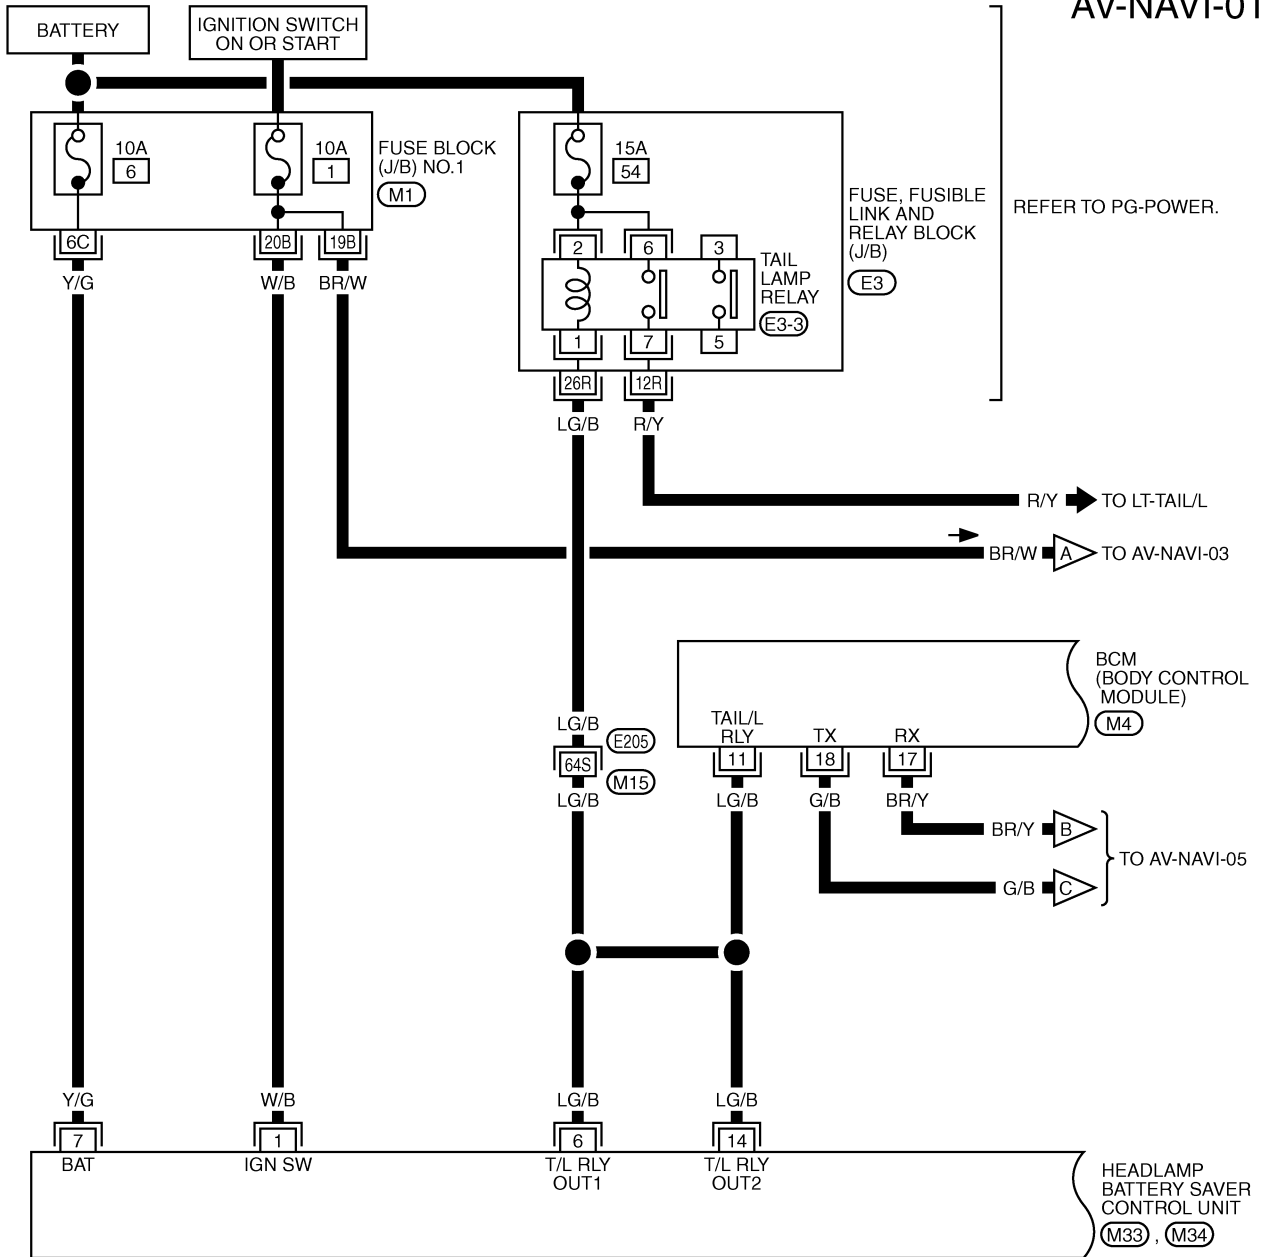 AV-NAVI-01
BATTERY
IGNITION SWITCH
ON OR START
10A
6
10A
1
FUSE BLOCK
(J/B) NO.1
M1
15A
54
FUSE, FUSIBLE
LINK AND
RELAY BLOCK
(J/B)
E3
REFER TO PG-POWER.
6C
20B
19B
2
6
3
TAIL
LAMP
RELAY
E3-3
Y/G
W/B
BR/W
1
7
5
26R
12R
LG/B
R/Y
R/Y
TO LT-TAIL/L
BR/W
A
TO AV-NAVI-03
BCM
(BODY CONTROL
MODULE)
M4
TAIL/L
RLY
TX
RX
LG/B
E205
64S
M15
11
18
17
LG/B
LG/B
G/B
BR/Y
BR/Y
B
TO AV-NAVI-05
G/B
C
Y/G
W/B
LG/B
LG/B
7
1
6
14
BAT
IGN SW
T/L RLY
OUT1
T/L RLY
OUT2
HEADLAMP
BATTERY SAVER
CONTROL UNIT
M33 , M34